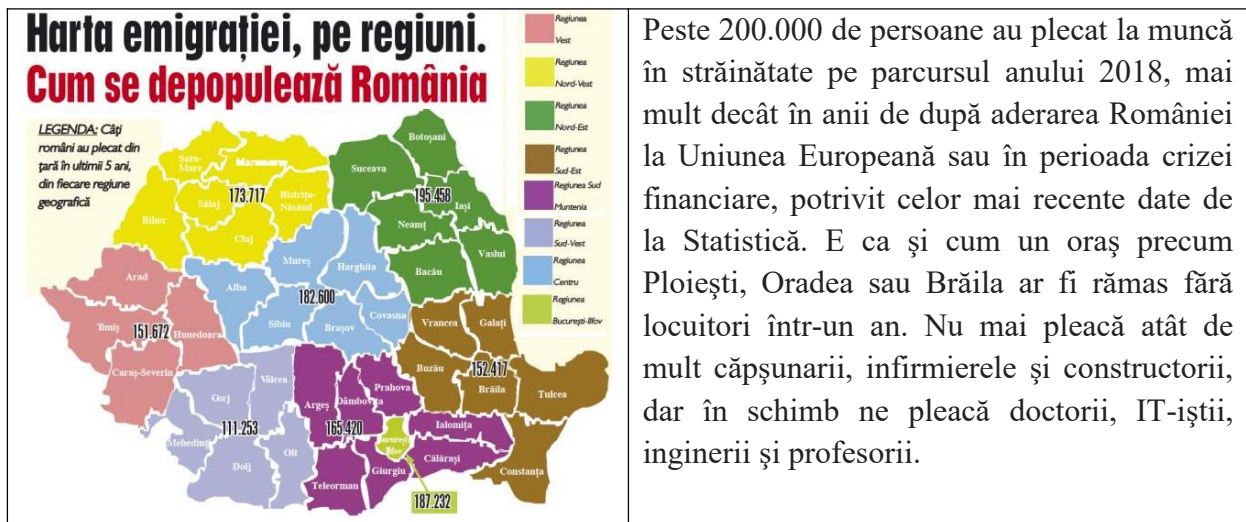 Harta emigrației, pe regiuni.
Cum se depopulează România
LEGENDA: Câți
români au plecat din
țară în ultimii 5 ani,
din fiecare regiune
geografică
Regiunea
Vest
Regiunea
Nord-Vest
Regiunea
Nord-Est
Regiunea
Sud-Est
Regiunea Sud
Muntenia
Regiunea
Sud-Vest
Regiunea
Centru
Regiunea
București-Ilfov
Satu-
Mare
Maramureș
173.717
Sălaj
Bistrița-
Năsăud
Bihor
Cluj
Botoșani
Suceava
195.458
Iași
Neamț
Vaslui
Bacău
Mureș
Harghita
Alba
182.600
Sibiu
Brașov
Covasna
Arad
Timiș
151.672
Hunedoara
Caraș-Severin
Vrancea
Galați
Buzău
152.417
Brăila
Tulcea
Constanța
Vâlcea
Gorj
111.253
Mehedinți
Olt
Dolj
Argeș
Dâmbovița
Prahova
165.420
Ialomița
Călărași
Giurgiu
Teleorman
București
Ilfov
187.232
Peste 200.000 de persoane au plecat la muncă
în străinătate pe parcursul anului 2018, mai
mult decât în anii de după aderarea României
la Uniunea Europeană sau în perioada crizei
financiare, potrivit celor mai recente date de
la Statistică. E ca şi cum un oraş precum
Ploieşti, Oradea sau Brăila ar fi rămas fără
locuitori într-un an. Nu mai pleacă atât de
mult căpşunarii, infirmierele şi constructorii,
dar în schimb ne pleacă doctorii, IT-iştii,
inginerii şi profesorii.